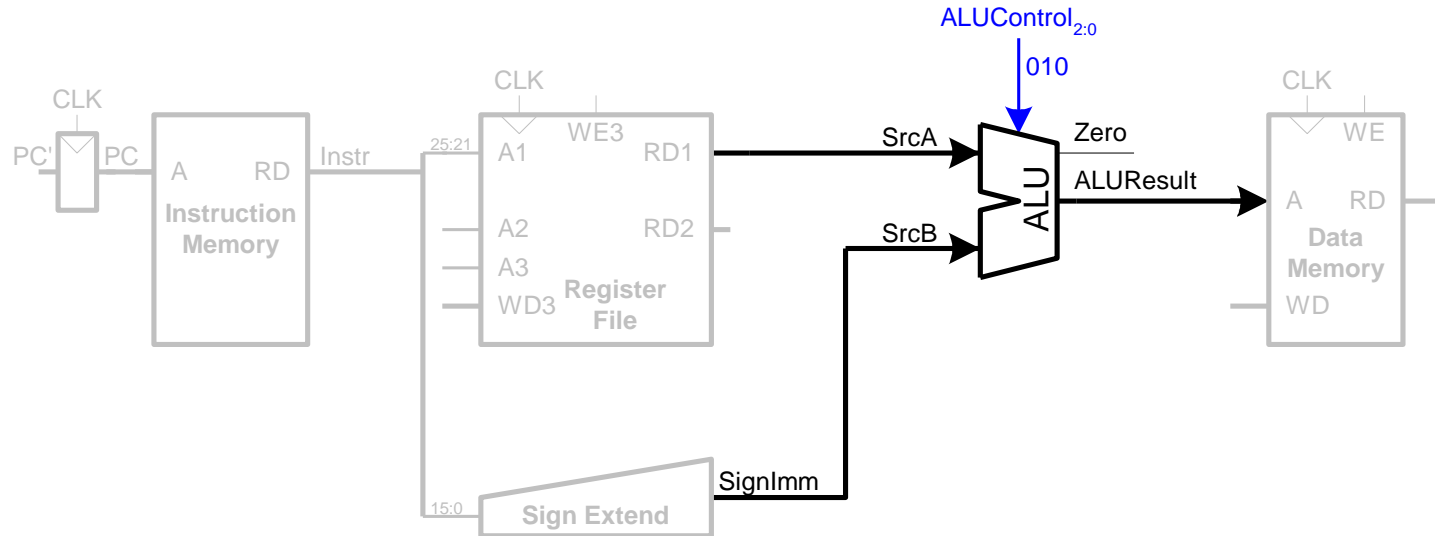 ALUControl2:0
010
CLK
CLK
CLK
PC'
PC
A
RD
Instr
Instruction
Memory
25:21
A1
WE3
RD1
A2
RD2
A3
WD3
Register
File
SrcA
SrcB
Zero
ALU
ALUResult
WE
A
RD
Data
Memory
WD
SignImm
15:0
Sign Extend